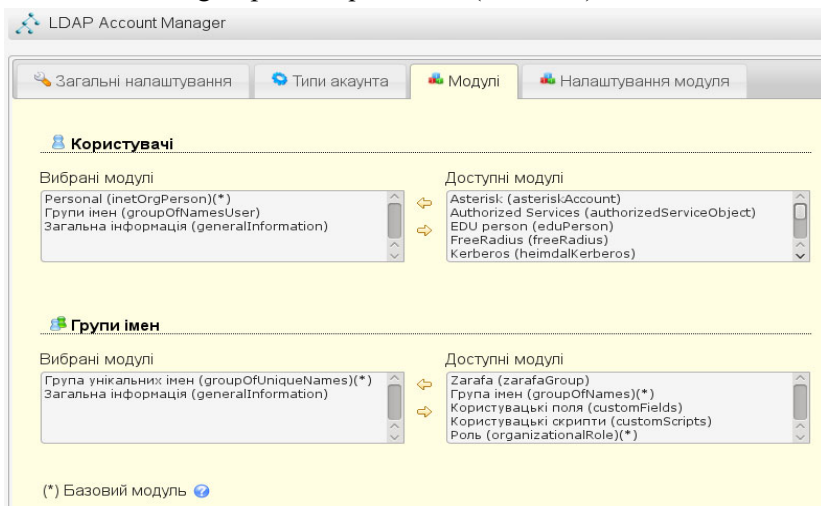 LDAP Account Manager
Загальні налаштування
Типи акаунта
Модулі
Налаштування модуля
Користувачі
Вибрані модулі
Personal (inetOrgPerson)(*)
Групи імен (groupOfNamesUser)
Загальна інформація (generalInformation)
Доступні модулі
Asterisk (asteriskAccount)
Authorized Services (authorizedServiceObject)
EDU person (eduPerson)
FreeRadius (freeRadius)
Kerberos (heimdalKerberos)
Групи імен
Вибрані модулі
Група унікальних імен (groupOfUniqueNames)(*)
Загальна інформація (generalInformation)
Доступні модулі
Zarafa (zarafaGroup)
Група імен (groupOfNames)(*)
Користувацькі поля (customFields)
Користувацькі скрипти (customScripts)
Роль (organizationalRole)(*)
(*) Базовий модуль